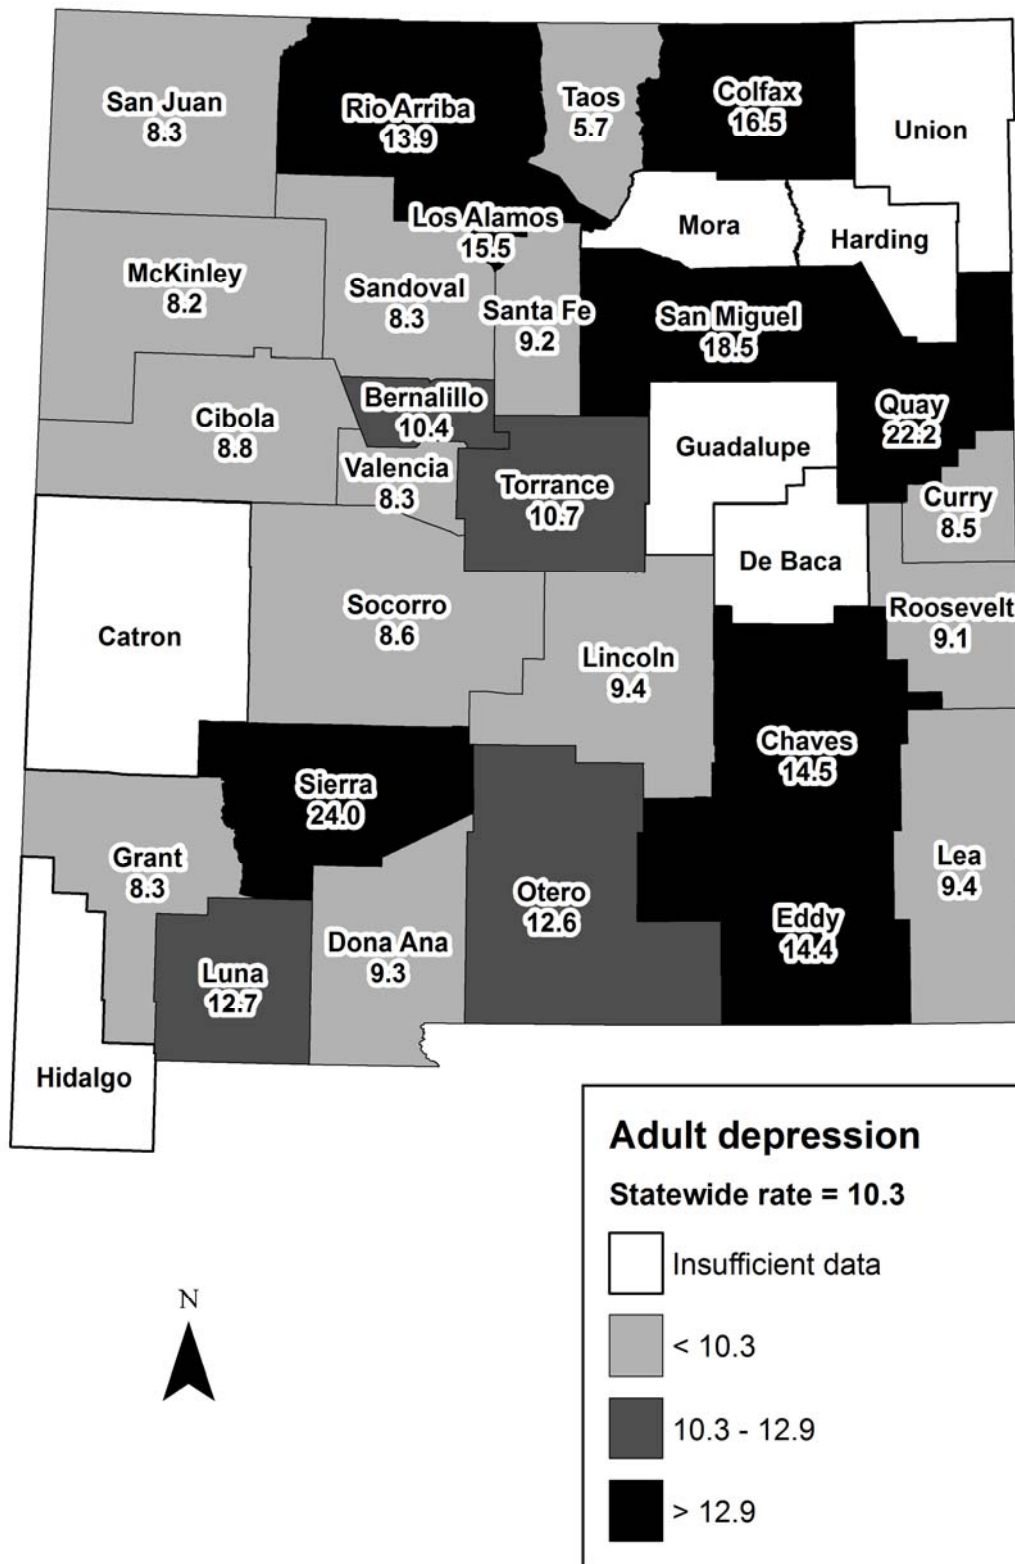 San Juan
8.3
Rio Arriba
13.9
Taos
5.7
Colfax
16.5
Union
Los Alamos
15.5
Mora
Harding
McKinley
8.2
Sandoval
8.3
Santa Fe
9.2
San Miguel
18.5
Bernalillo
10.4
Quay
22.2
Cibola
8.8
Valencia
8.3
Torrance
10.7
Guadalupe
Curry
8.5
De Baca
Catron
Socorro
8.6
Lincoln
9.4
Roosevelt
9.1
Chaves
14.5
Sierra
24.0
Grant
8.3
Otero
12.6
Lea
9.4
Luna
12.7
Dona Ana
9.3
Eddy
14.4
Hidalgo
Adult depression
Statewide rate = 10.3
Insufficient data
< 10.3
10.3 - 12.9
> 12.9
N